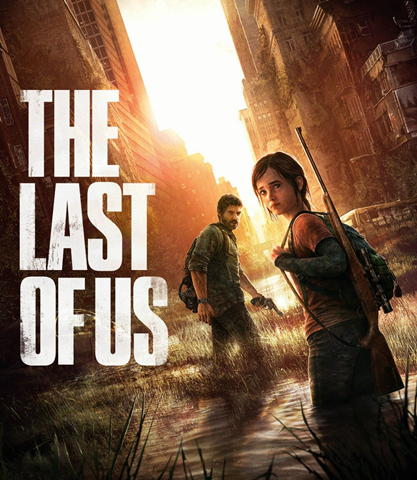 THE
LAST
OF US